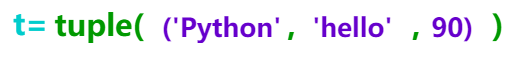 t= tuple( ('Python' , 'hello' , 90) )